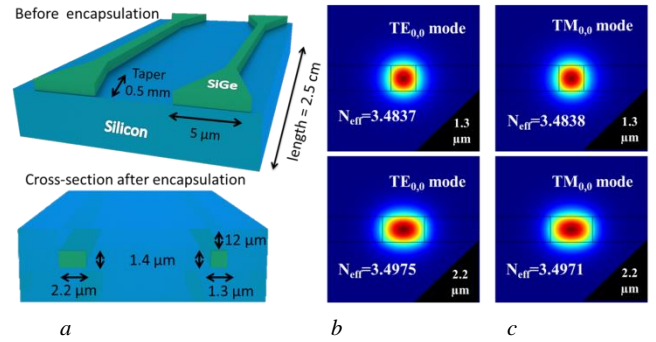 Before encapsulation
Taper
0.5 mm
SiGe
5 µm
Silicon
length = 2.5 cm
Cross-section after encapsulation
12 µm
1.4 µm
2.2 µm
1.3 µm
a
TE0,0 mode
Neff=3.4837
1.3
µm
TE0,0 mode
Neff=3.4975
2.2
µm
b
TM0,0 mode
Neff=3.4838
1.3
µm
TM0,0 mode
Neff=3.4971
2.2
µm
c